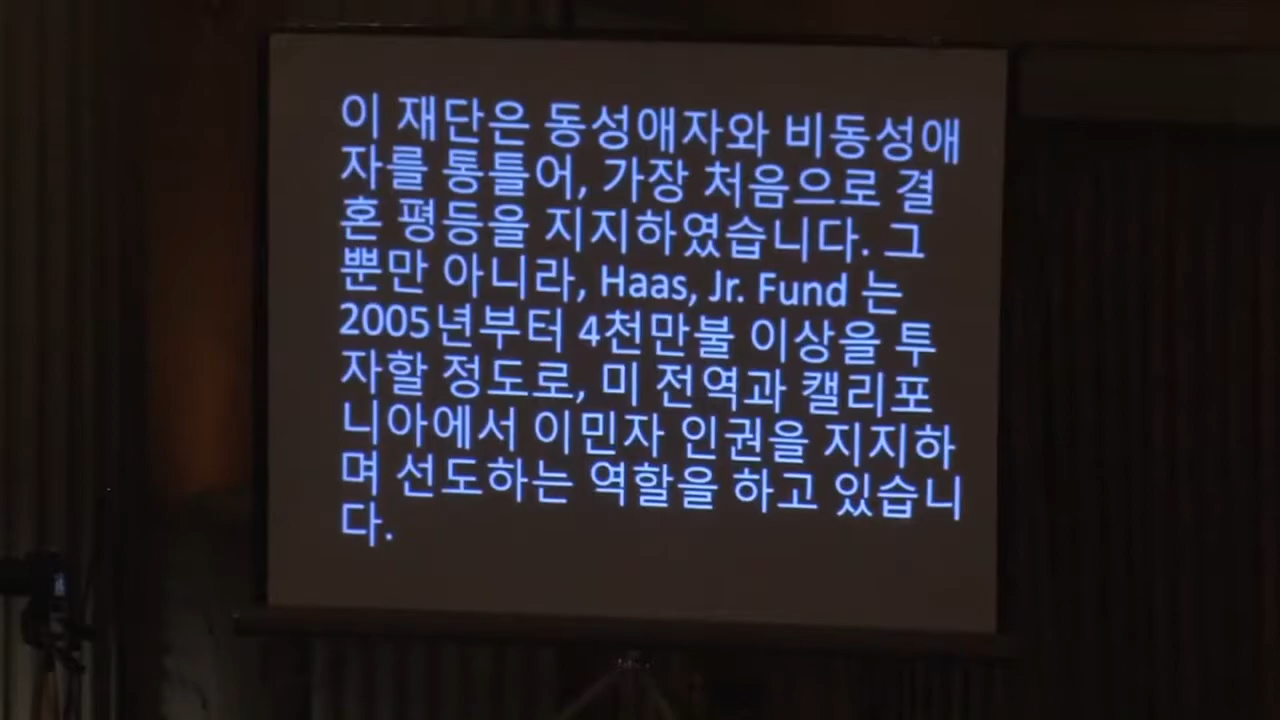 이 재단은 동성애자와 비동성애
자를 통틀어, 가장 처음으로 결
혼 평등을 지지하였습니다. 그
뿐만 아니라, Haas, Jr. Fund 는
2005년부터 4천만불 이상을 투
자할 정도로, 미 전역과 캘리포
니아에서 이민자 인권을 지지하
며 선도하는 역할을 하고 있습니
다.